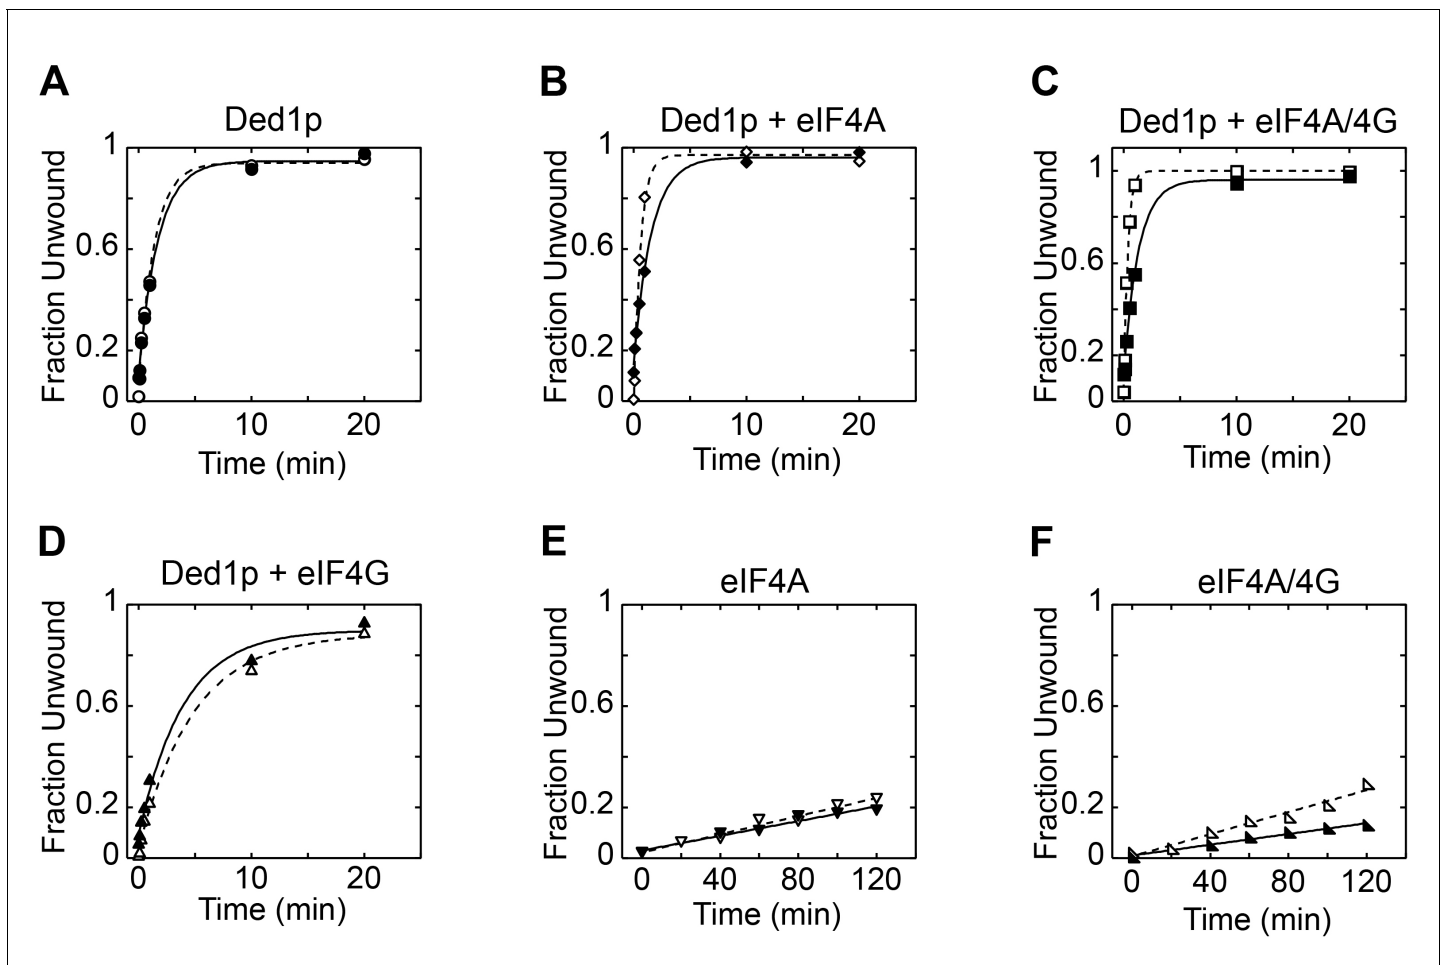 A
Ded1p
Fraction Unwound
1
0.6
0.2
0
0 10 20
Time (min)
B
Ded1p + eIF4A
Fraction Unwound
1
0.6
0.2
0
0 10 20
Time (min)
C
Ded1p + eIF4A/4G
Fraction Unwound
1
0.6
0.2
0
0 10 20
Time (min)
D
Ded1p + eIF4G
Fraction Unwound
1
0.6
0.2
0
0 10 20
Time (min)
E
eIF4A
Fraction Unwound
1
0.6
0.2
0
0 40 80 120
Time (min)
F
eIF4A/4G
Fraction Unwound
1
0.6
0.2
0
0 40 80 120
Time (min)